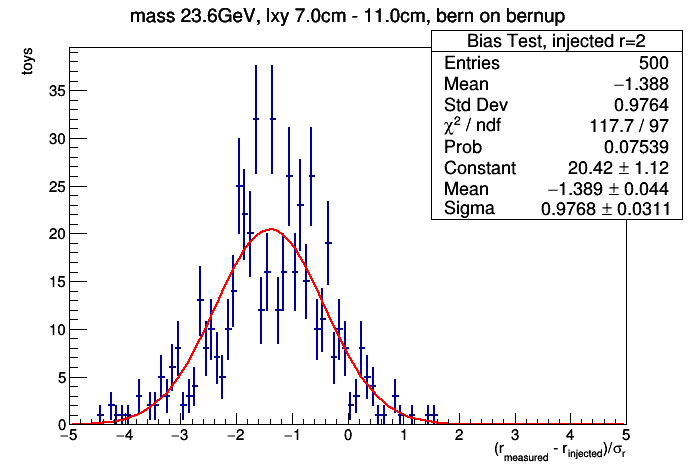 mass 23.6GeV, lxy 7.0cm - 11.0cm, bern on bernup
toys
Bias Test, injected r=2
Entries 500
Mean −1.388
Std Dev 0.9764
χ² / ndf 117.7 / 97
Prob 0.07539
Constant 20.42 ± 1.12
Mean −1.389 ± 0.044
Sigma 0.9768 ± 0.0311
35
30
25
20
15
10
5
0
−5 −4 −3 −2 −1 0 1 2 3 4 5
(r_measured - r_injected)/σ_r